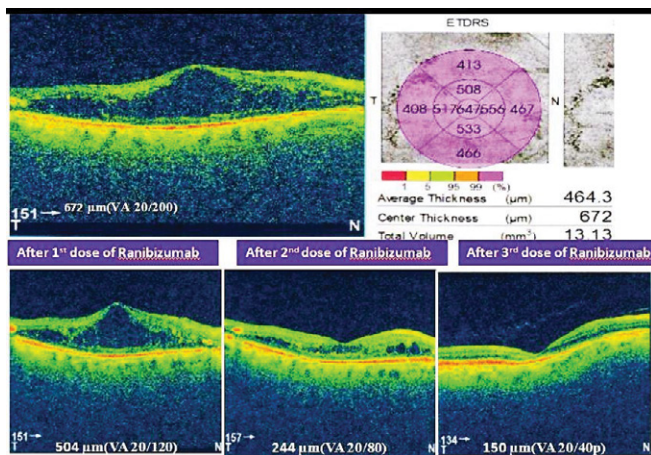 ETDRS
413
508
T 408 517 647 556 467 N
533
466
1 5 95 99 (%)
Average Thickness (μm) 464.3
Center Thickness (μm) 672
Total Volume (mm³) 13.13
151 → 672 μm(VA 20/200)
T N
After 1st dose of Ranibizumab
After 2nd dose of Ranibizumab
After 3rd dose of Ranibizumab
151 →
T 504 μm(VA 20/120) N
157 →
T 244 μm(VA 20/80) N
134 →
T 150 μm(VA 20/40p) N